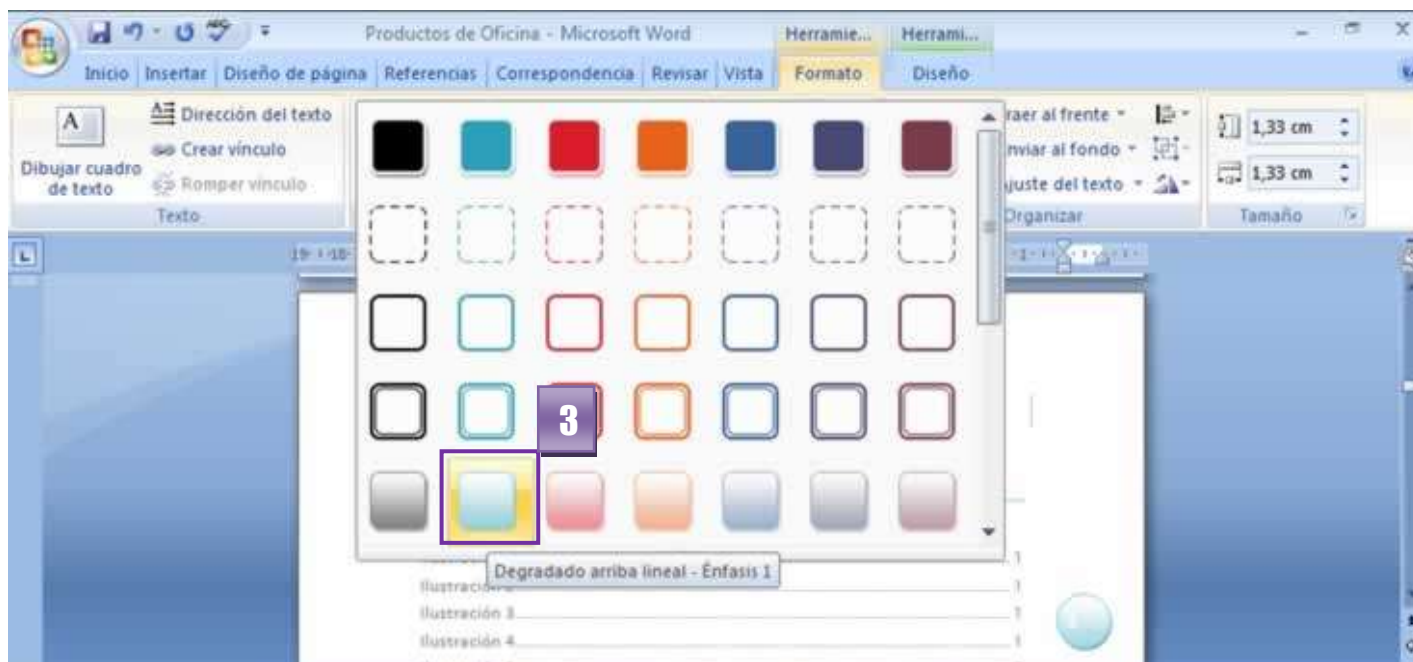 Productos de Oficina - Microsoft Word
Herramie...
Herrami...
Inicio
Insertar
Diseño de página
Referencias
Correspondencia
Revisar
Vista
Formato
Diseño
A
Dibujar cuadro
de texto
Dirección del texto
Crear vínculo
Romper vínculo
Texto
raer al frente
nviar al fondo
juste del texto
Organizar
1,33 cm
1,33 cm
Tamaño
3
Degradado arriba lineal - Énfasis 1
1
Ilustración 3 1
Ilustración 4 1